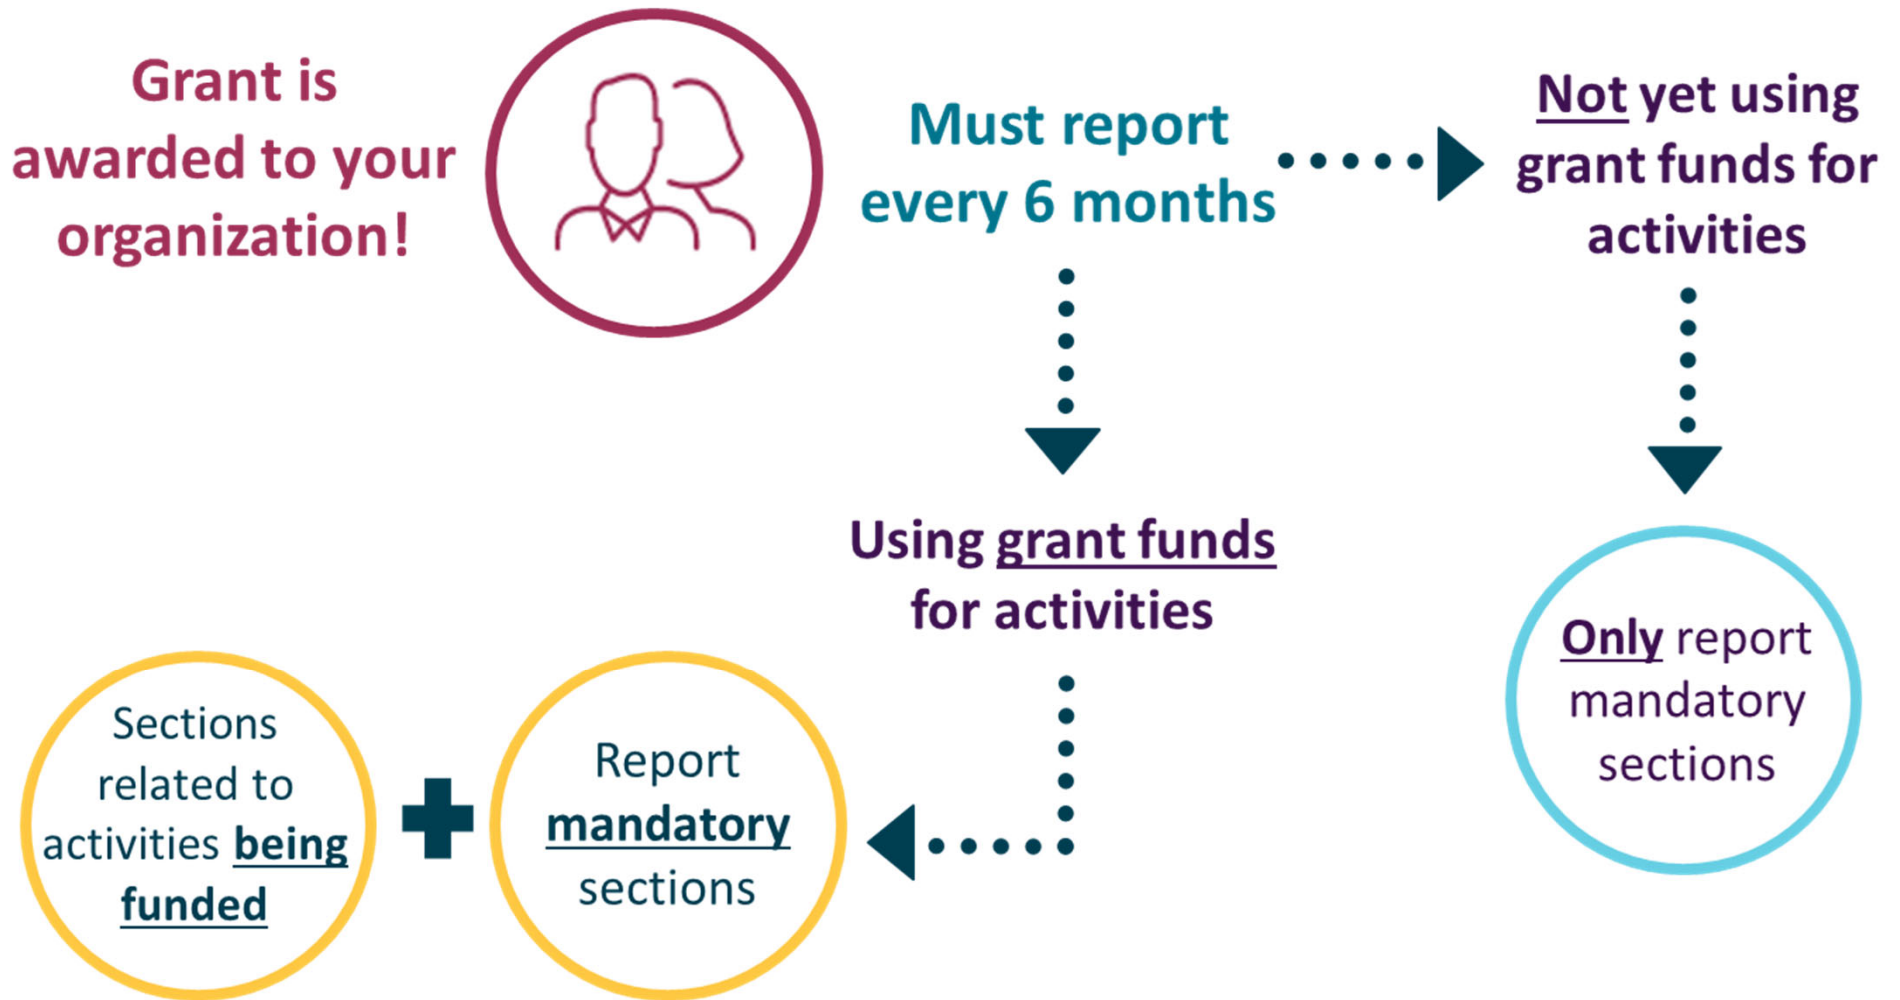 Grant is
awarded to your
organization!
Must report
every 6 months
Not yet using
grant funds for
activities
Using grant funds
for activities
Only report
mandatory
sections
Sections
related to
activities being
funded
Report
mandatory
sections